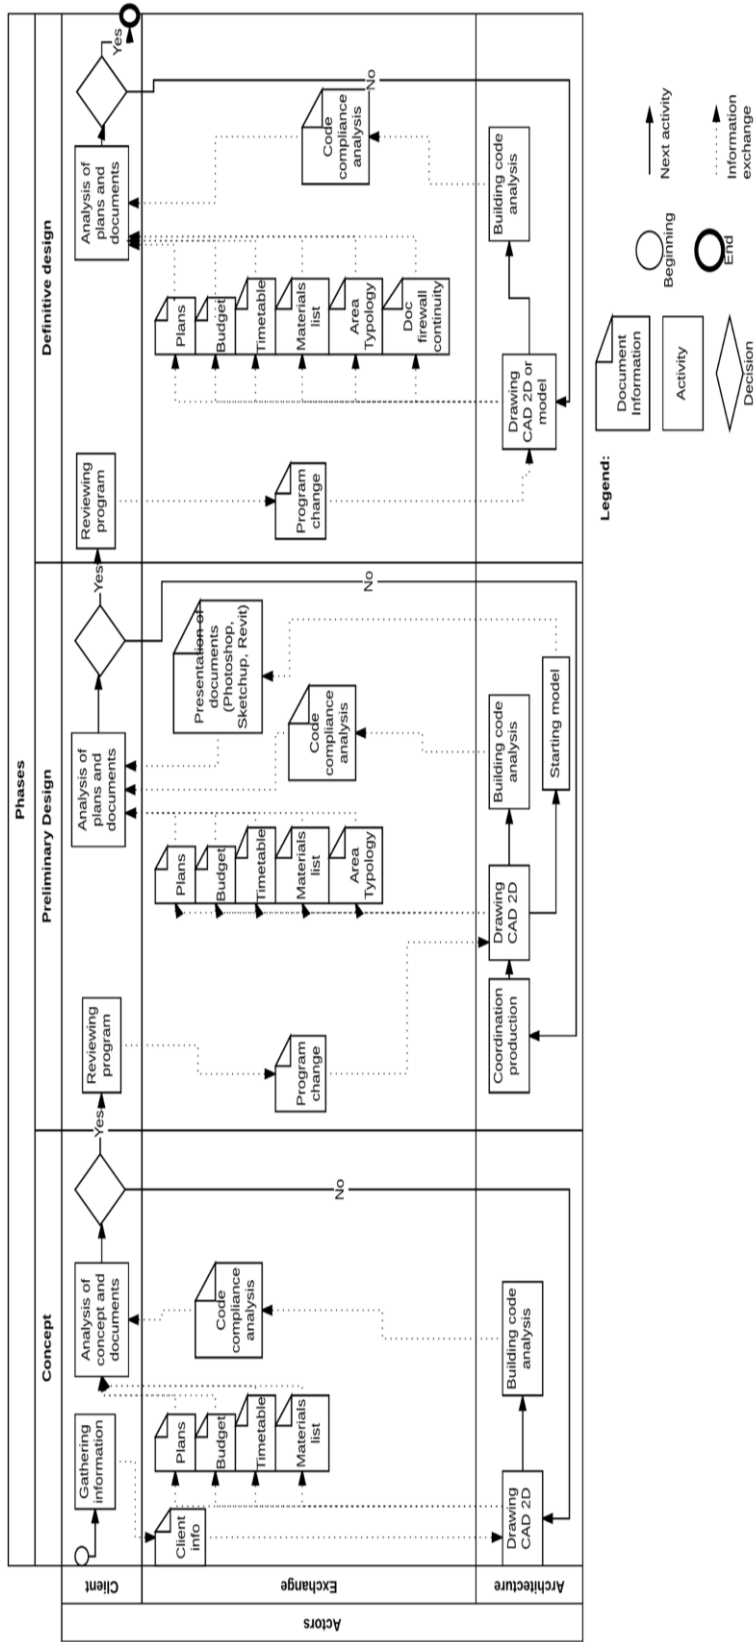 Phases
Concept
Preliminary Design
Definitive design
Actors
Client
Exchange
Architecture
Gathering
information
Analysis of
concept and
documents
Yes
No
Client
info
Plans
Budget
Timetable
Materials
list
Code
compliance
analysis
Drawing
CAD 2D
Building code
analysis
Reviewing
program
Analysis of
plans and
documents
Yes
No
Program
change
Plans
Budget
Timetable
Materials
list
Area
Typology
Code
compliance
analysis
Presentation of
documents
(Photoshop,
Sketchup, Revit)
Coordination
production
Drawing
CAD 2D
Building code
analysis
Starting model
Reviewing
program
Analysis of
plans and
documents
Yes
No
Program
change
Plans
Budget
Timetable
Materials
list
Area
Typology
Doc
firewall
continuity
Code
compliance
analysis
Drawing
CAD 2D or
model
Building code
analysis
Legend:
Document
Information
Activity
Decision
Beginning
End
Next activity
Information
exchange